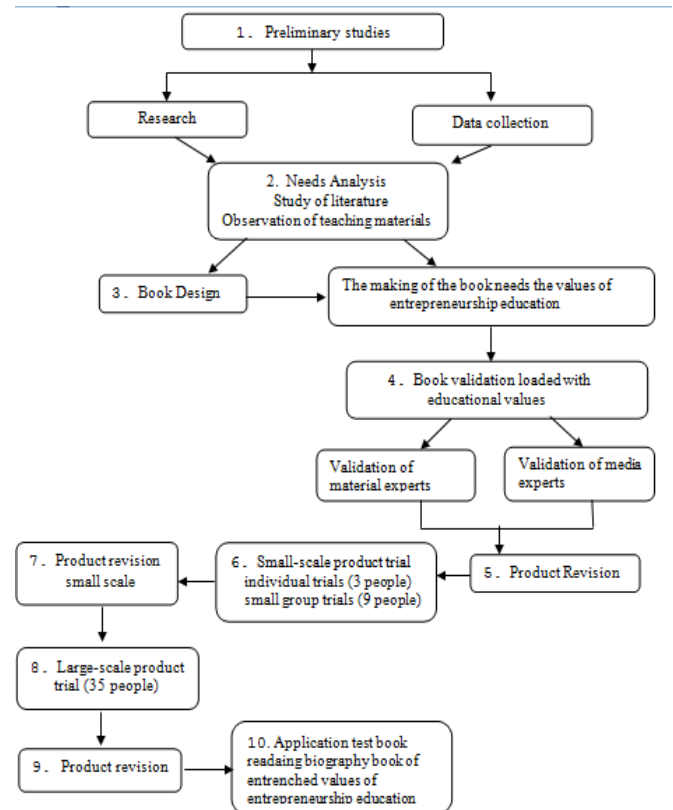 1. Preliminary studies
Research
Data collection
2. Needs Analysis
Study of literature
Observation of teaching materials
3. Book Design
The making of the book needs the values of
entrepreneurship education
4. Book validation loaded with
educational values
Validation of
material experts
Validation of media
experts
5. Product Revision
6. Small-scale product trial
individual trials (3 people)
small group trials (9 people)
7. Product revision
small scale
8. Large-scale product
trial (35 people)
9. Product revision
10. Application test book
readaing biography book of
entrenched values of
entrepreneurship education